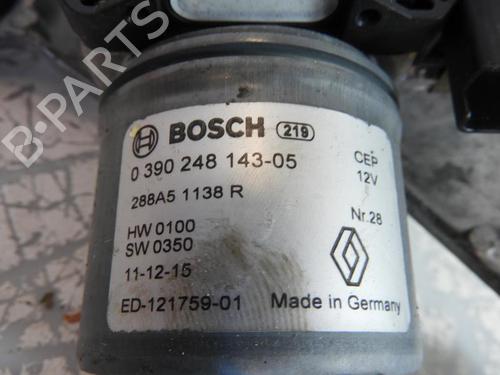 B-PARTS
BOSCH 219
0 390 248 143-05
CEP
288A5 1138 R
12V
HW 0100
Nr.28
SW 0350
11-12-15
ED-121759-01
Made in Germany